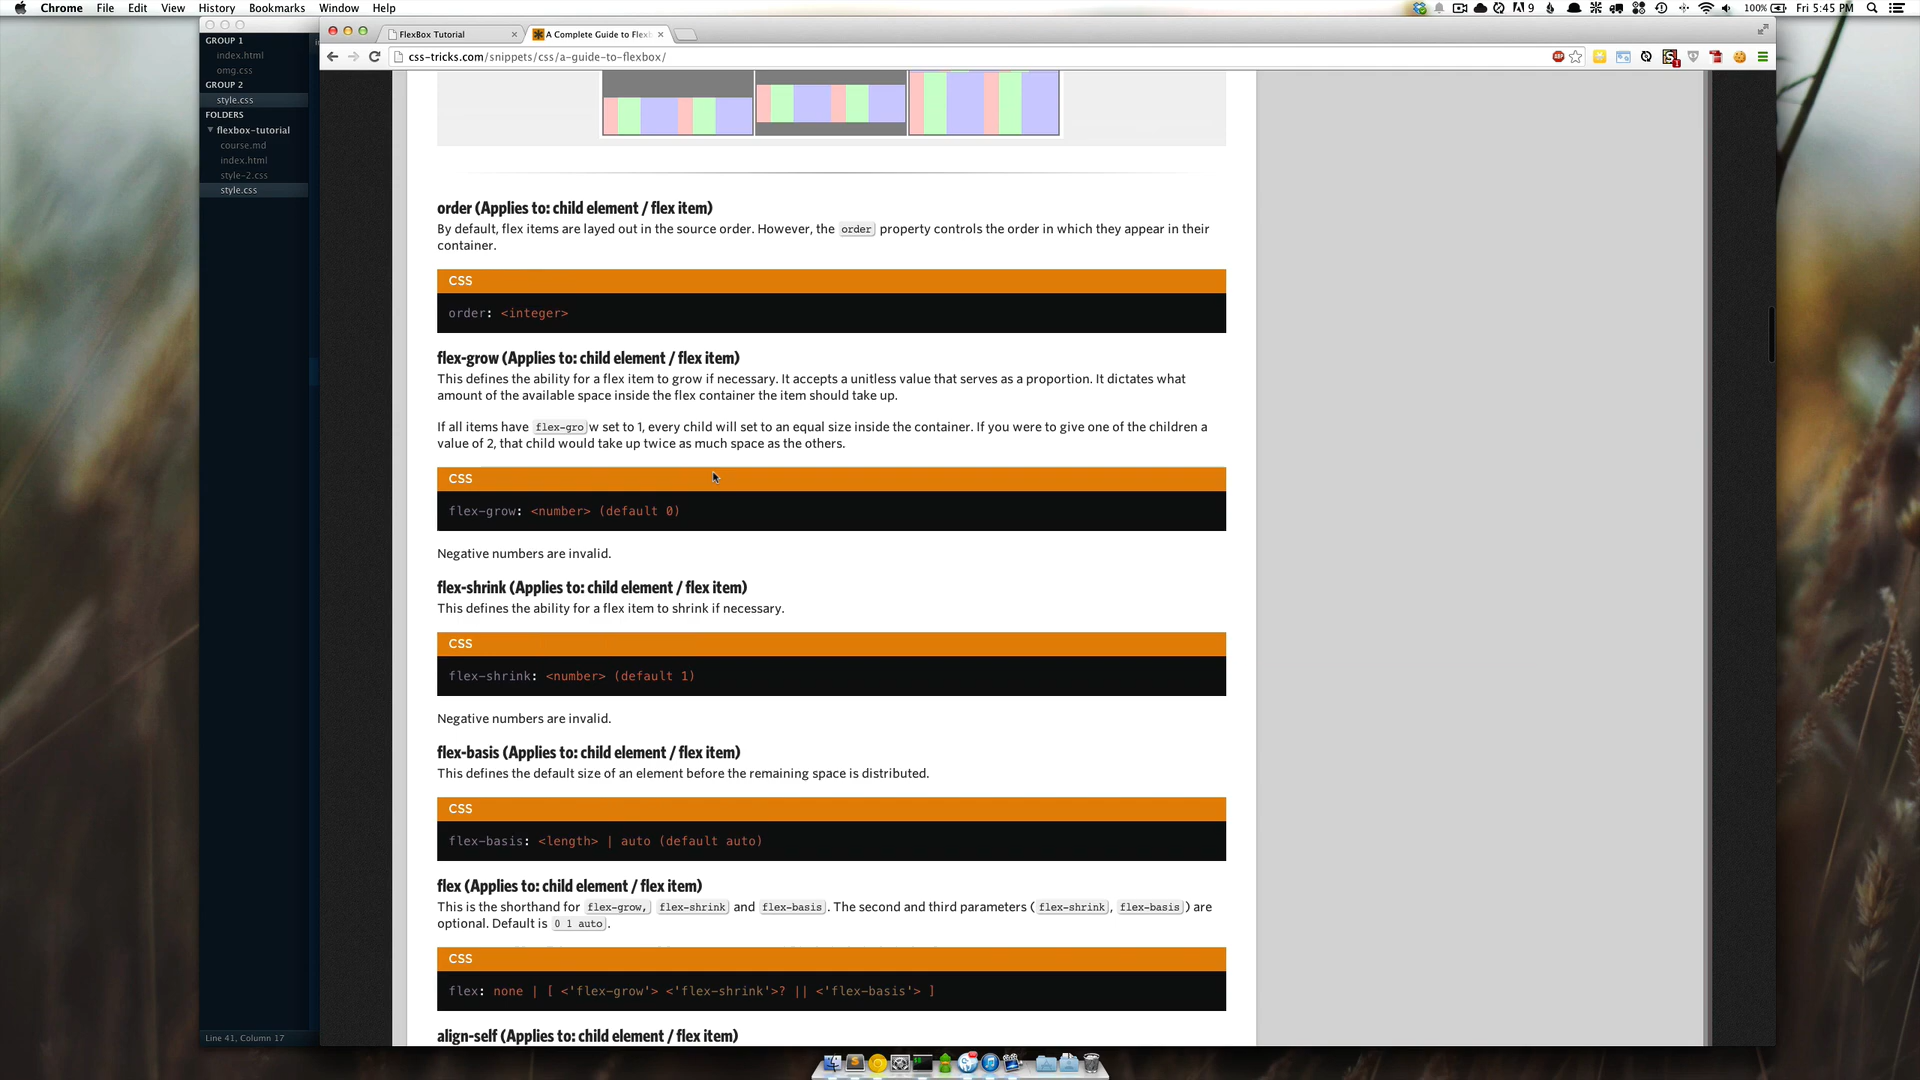 Chrome File Edit View History Bookmarks Window Help
9
100%
Fri 5:45 PM
GROUP 1
index.html
omg.css
GROUP 2
style.css
FOLDERS
flexbox-tutorial
course.md
index.html
style-2.css
style.css
Line 41, Column 17
FlexBox Tutorial
A Complete Guide to Flex
css-tricks.com/snippets/css/a-guide-to-flexbox/
order (Applies to: child element / flex item)
By default, flex items are layed out in the source order. However, the order property controls the order in which they appear in their
container.
CSS
order: <integer>
flex-grow (Applies to: child element / flex item)
This defines the ability for a flex item to grow if necessary. It accepts a unitless value that serves as a proportion. It dictates what
amount of the available space inside the flex container the item should take up.
If all items have flex-gro w set to 1, every child will set to an equal size inside the container. If you were to give one of the children a
value of 2, that child would take up twice as much space as the others.
CSS
flex-grow: <number> (default 0)
Negative numbers are invalid.
flex-shrink (Applies to: child element / flex item)
This defines the ability for a flex item to shrink if necessary.
CSS
flex-shrink: <number> (default 1)
Negative numbers are invalid.
flex-basis (Applies to: child element / flex item)
This defines the default size of an element before the remaining space is distributed.
CSS
flex-basis: <length> | auto (default auto)
flex (Applies to: child element / flex item)
This is the shorthand for flex-grow, flex-shrink and flex-basis. The second and third parameters ( flex-shrink, flex-basis) are
optional. Default is 0 1 auto.
CSS
flex: none | [ <'flex-grow'> <'flex-shrink'>? || <'flex-basis'> ]
align-self (Applies to: child element / flex item)